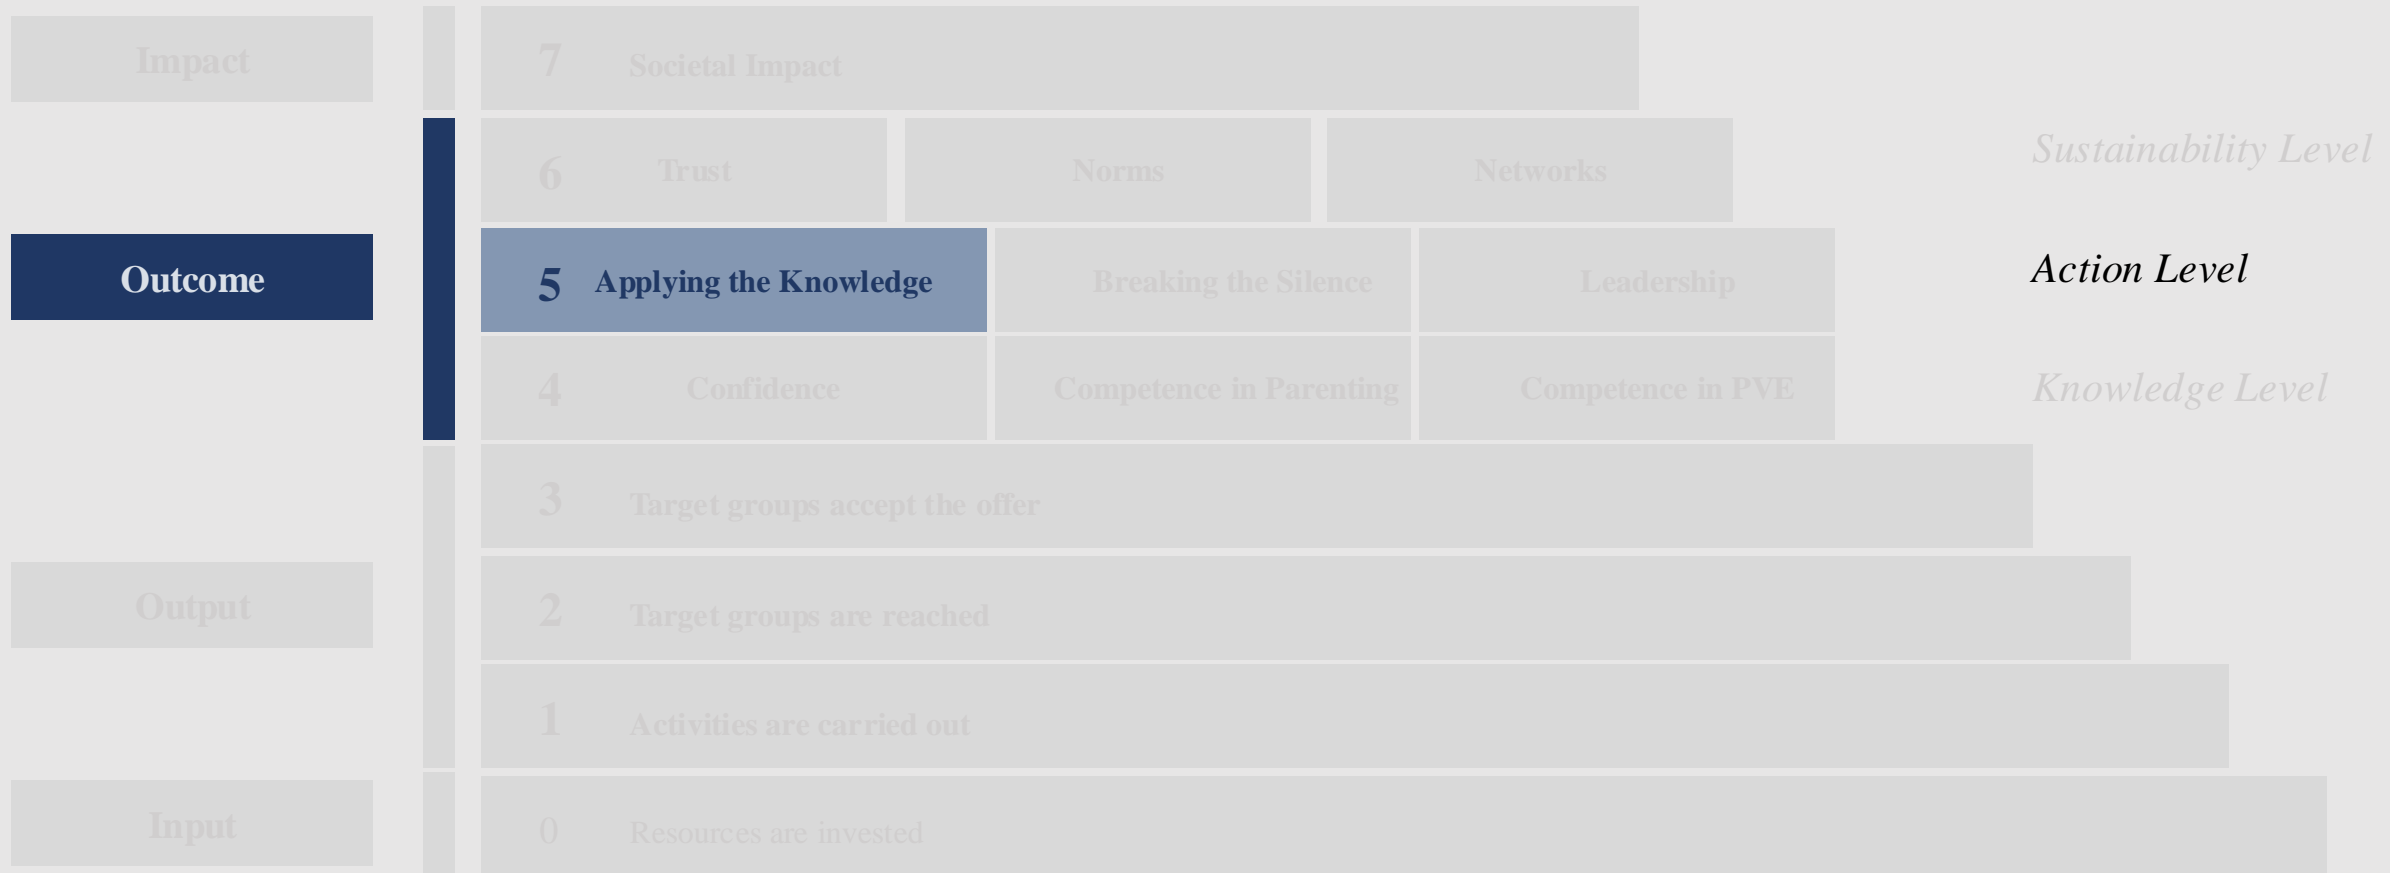 Impact
7 Societal Impact
6 Trust Norms Networks Sustainability Level
Outcome
5 Applying the Knowledge Breaking the Silence Leadership Action Level
4 Confidence Competence in Parenting Competence in PVE Knowledge Level
3 Target groups accept the offer
Output
2 Target groups are reached
1 Activities are carried out
Input
0 Resources are invested